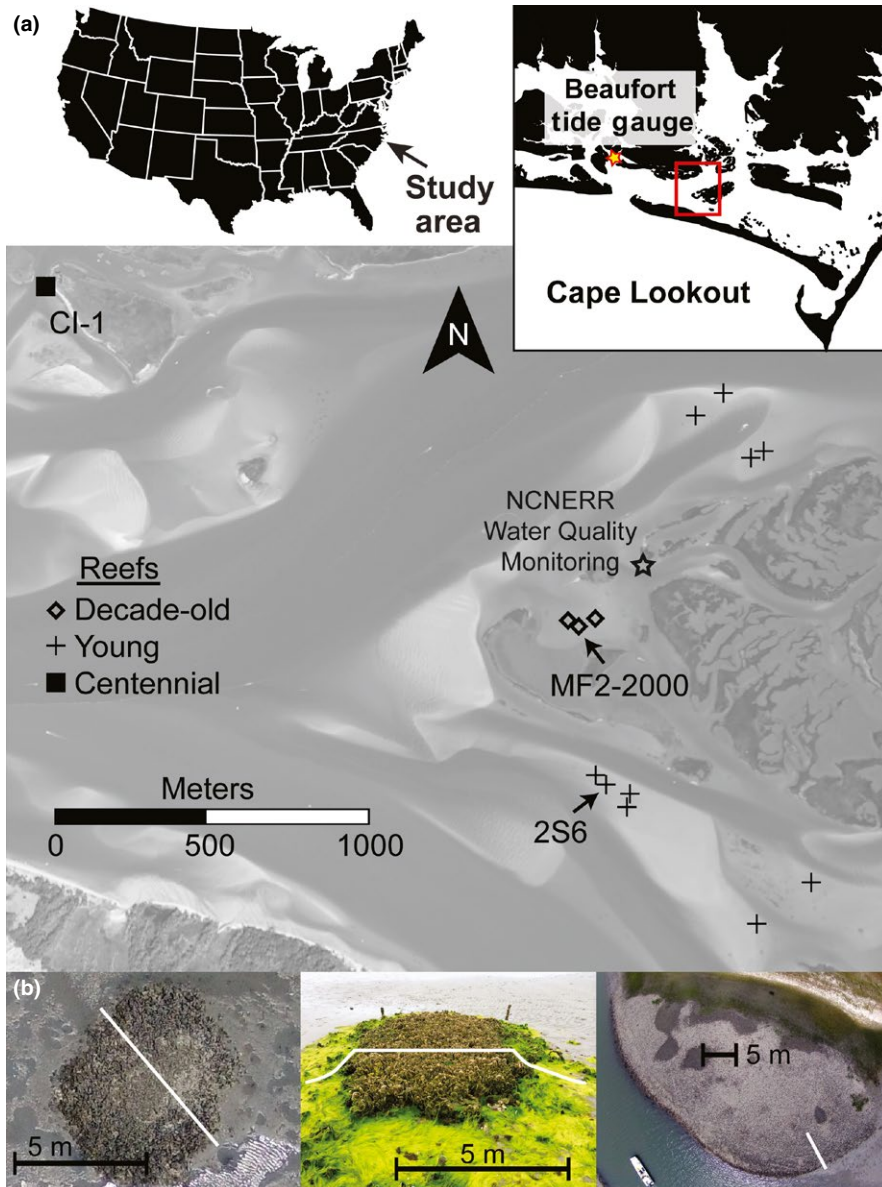 (a)
Study
area
Beaufort
tide gauge
Cape Lookout
CI-1
N
NCNERR
Water Quality
Monitoring
Reefs
Decade-old
Young
Centennial
MF2-2000
2S6
Meters
0 500 1000
(b)
5 m
5 m
5 m